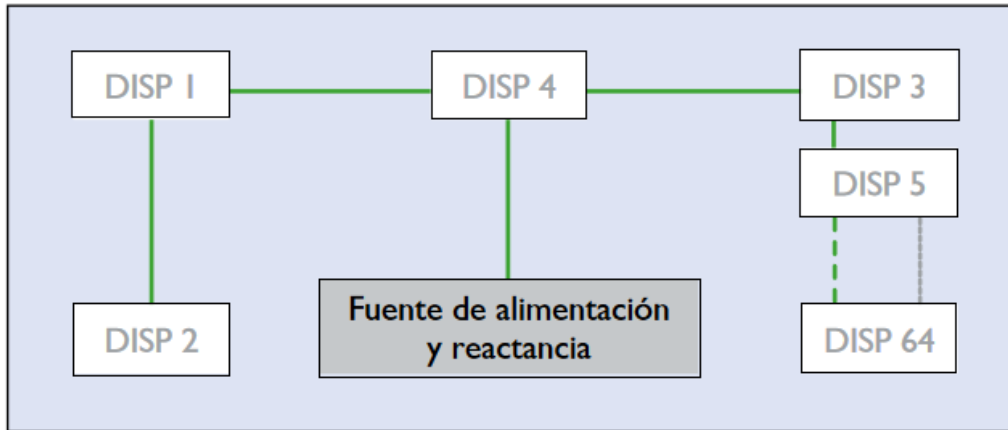 DISP 1
DISP 4
DISP 3
DISP 5
DISP 2
Fuente de alimentación
y reactancia
DISP 64